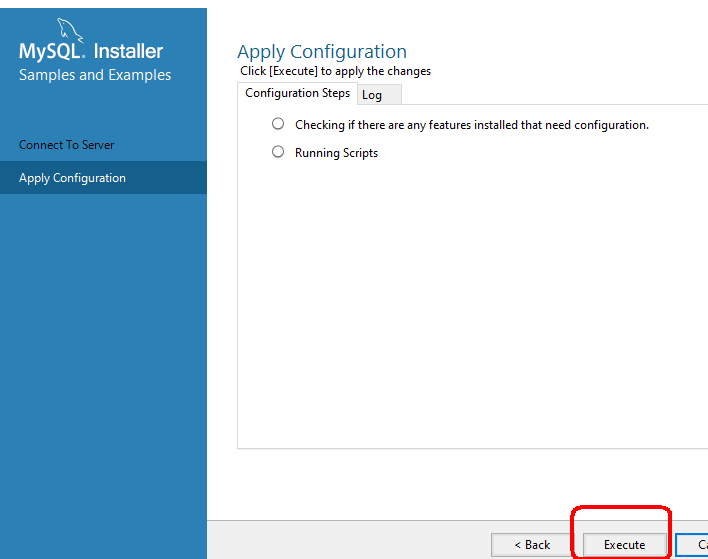 MySQL. Installer
Samples and Examples
Connect To Server
Apply Configuration
Apply Configuration
Click [Execute] to apply the changes
Configuration Steps
Log
Checking if there are any features installed that need configuration.
Running Scripts
< Back
Execute
Ca